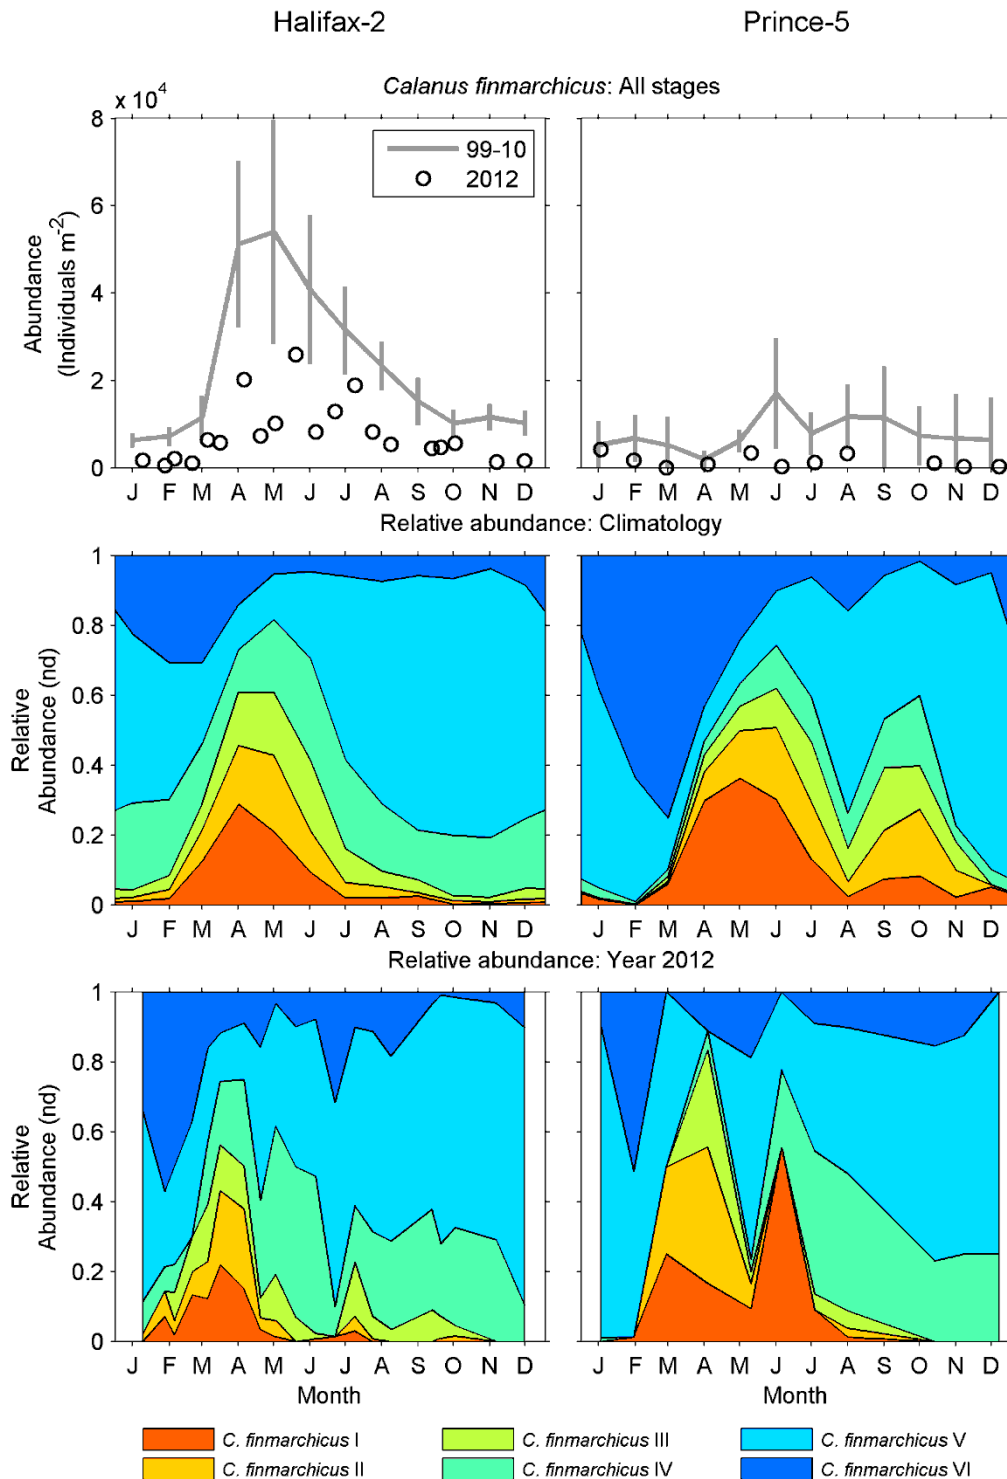 Halifax-2 Prince-5
Calanus finmarchicus: All stages
x 10⁴
8
6
4
2
0
Abundance
(Individuals m⁻²)
99-10
2012
J F M A M J J A S O N D
J F M A M J J A S O N D
Relative abundance: Climatology
1
0.8
0.6
0.4
0.2
0
Relative
Abundance (nd)
J F M A M J J A S O N D
J F M A M J J A S O N D
Relative abundance: Year 2012
1
0.8
0.6
0.4
0.2
0
Relative
Abundance (nd)
J F M A M J J A S O N D
J F M A M J J A S O N D
Month Month
C. finmarchicus I C. finmarchicus III C. finmarchicus V
C. finmarchicus II C. finmarchicus IV C. finmarchicus VI